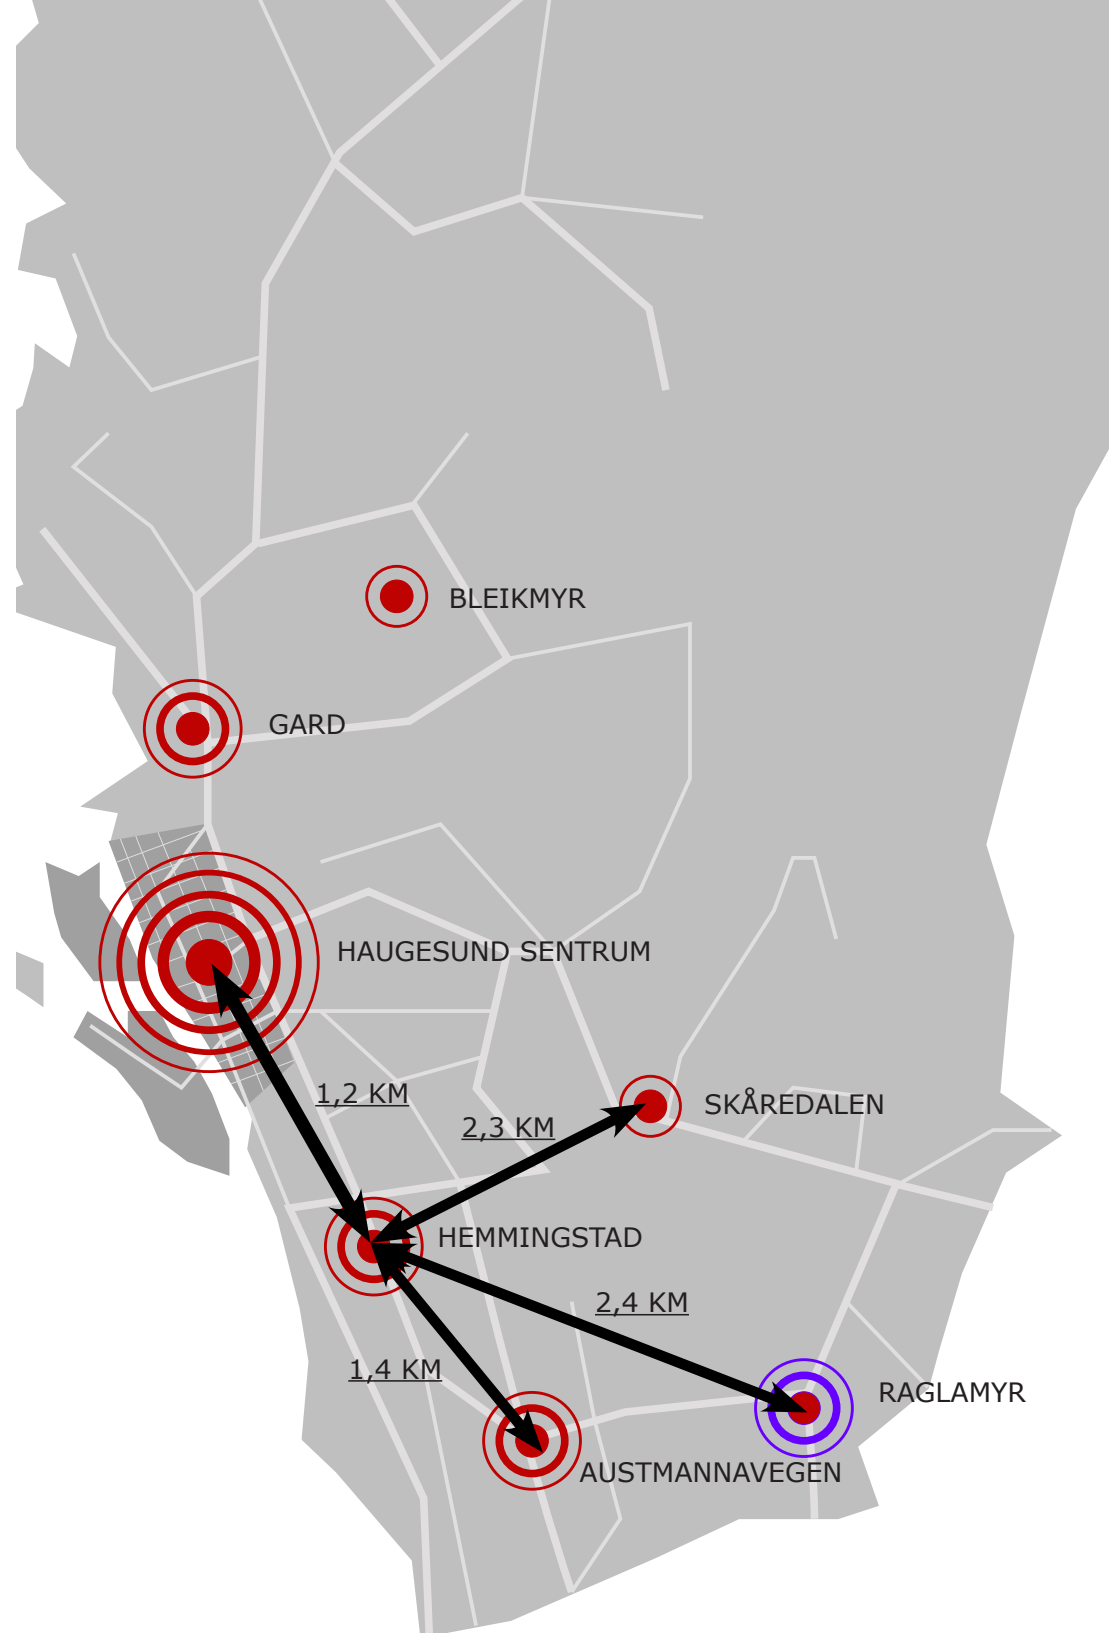 BLEIKMYR
GARD
HAUGESUND SENTRUM
1,2 KM
SKÅREDALEN
2,3 KM
HEMMINGSTAD
2,4 KM
1,4 KM
RAGLAMYR
AUSTMANNAVEGEN